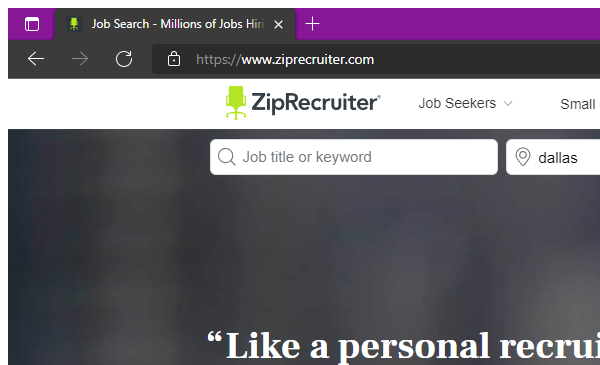 Job Search - Millions of Jobs Hiri
https://www.ziprecruiter.com
ZipRecruiter®
Job Seekers
Small
Job title or keyword
dallas
“Like a personal recrui